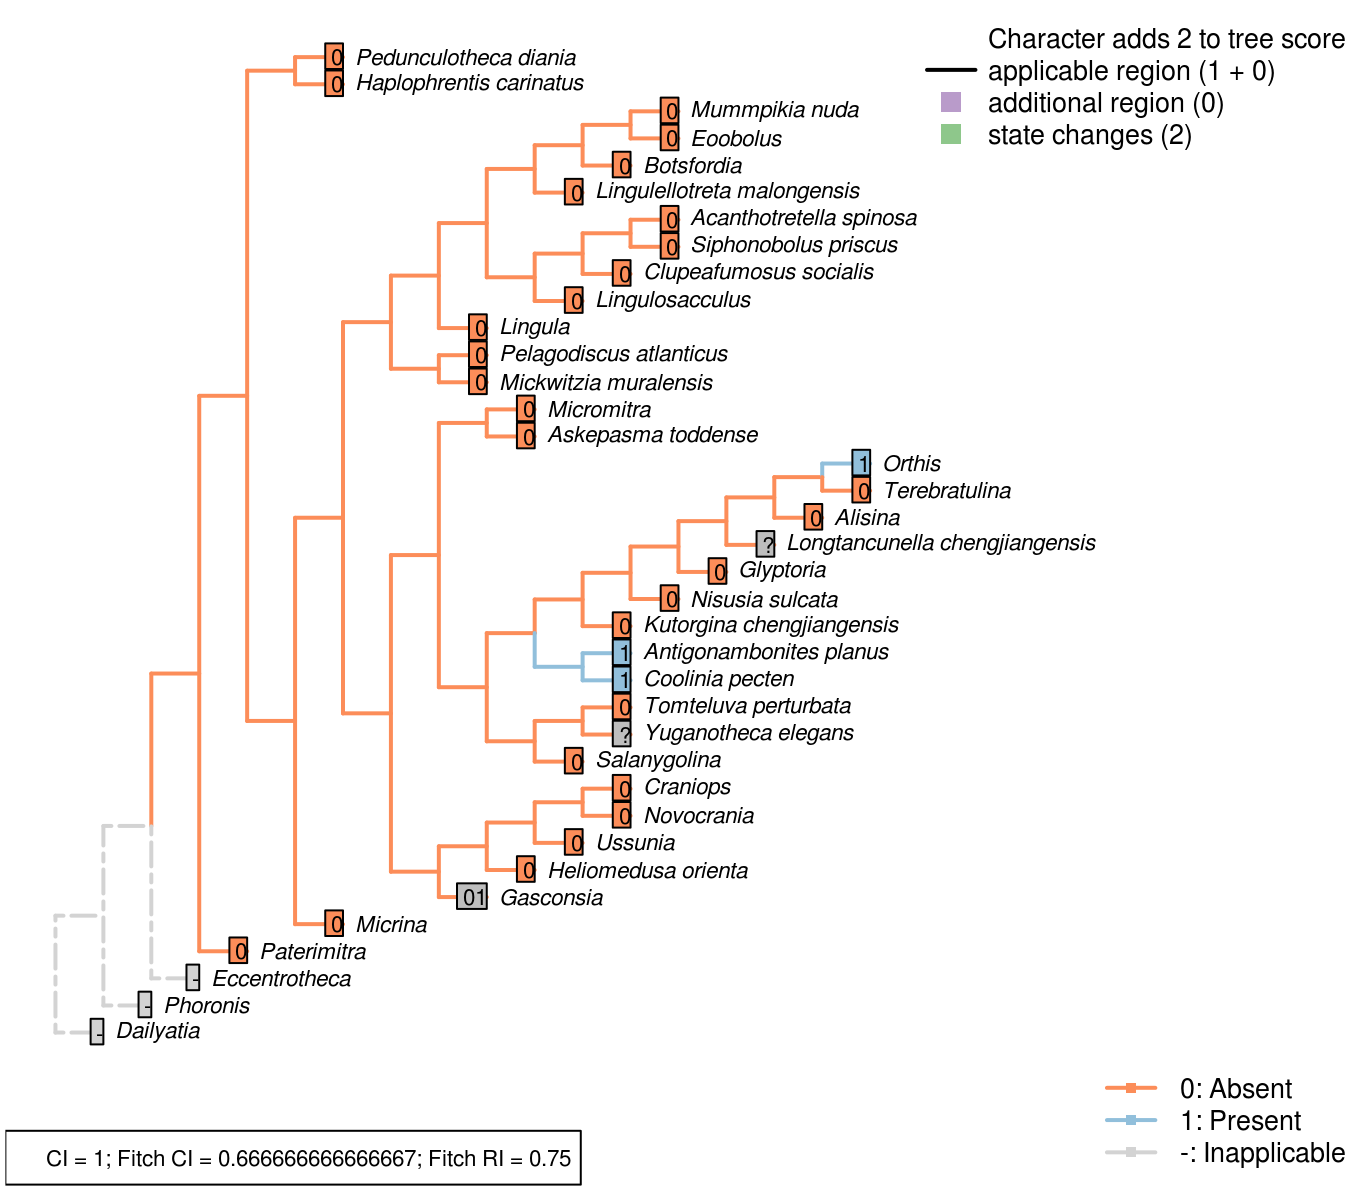 Character adds 2 to tree score
applicable region (1 + 0)
additional region (0)
state changes (2)
0 Pedunculotheca diania
0 Haplophrentis carinatus
0 Mummpikia nuda
0 Eoobolus
0 Botsfordia
0 Lingulellotreta malongensis
0 Acanthotretella spinosa
0 Siphonobolus priscus
0 Clupeafumosus socialis
0 Lingulosacculus
0 Lingula
0 Pelagodiscus atlanticus
0 Mickwitzia muralensis
0 Micromitra
0 Askepasma toddense
1 Orthis
0 Terebratulina
0 Alisina
? Longtancunella chengjiangensis
0 Glyptoria
0 Nisusia sulcata
0 Kutorgina chengjiangensis
1 Antigonambonites planus
1 Coolinia pecten
0 Tomteluva perturbata
? Yuganotheca elegans
0 Salanygolina
0 Craniops
0 Novocrania
0 Ussunia
0 Heliomedusa orienta
01 Gasconsia
0 Micrina
0 Paterimitra
- Eccentrotheca
- Phoronis
- Dailyatia
0: Absent
1: Present
-: Inapplicable
CI = 1; Fitch CI = 0.666666666666667; Fitch RI = 0.75